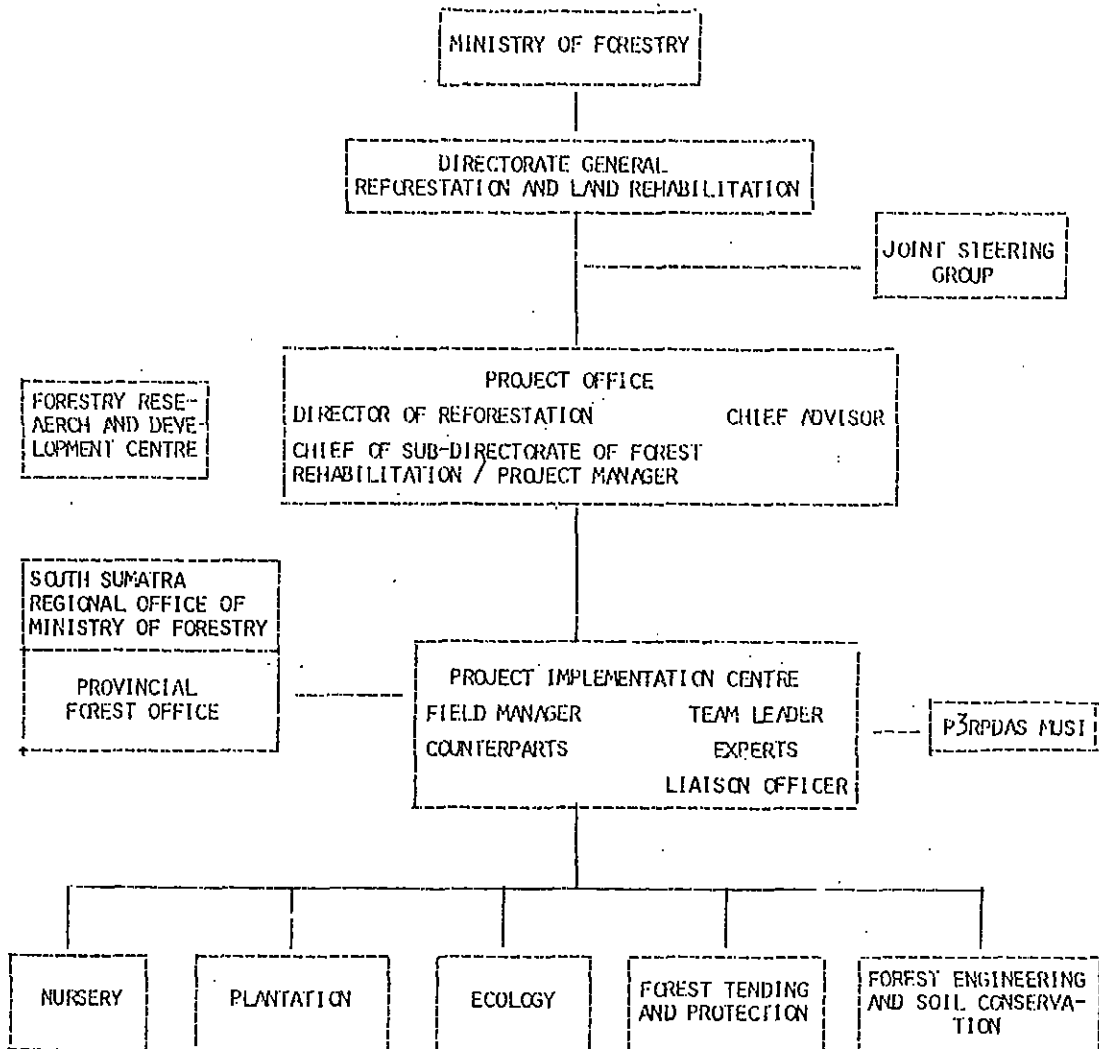 MINISTRY OF FORESTRY
DIRECTORATE GENERAL
REFORESTATION AND LAND REHABILITATION
JOINT STEERING
GROUP
PROJECT OFFICE
DIRECTOR OF REFORESTATION CHIEF ADVISOR
CHIEF OF SUB-DIRECTORATE OF FOREST
REHABILITATION / PROJECT MANAGER
FORESTRY RESE-
AERCH AND DEVE-
LOPMENT CENTRE
SOUTH SUMATRA
REGIONAL OFFICE OF
MINISTRY OF FORESTRY
PROVINCIAL
FOREST OFFICE
PROJECT IMPLEMENTATION CENTRE
FIELD MANAGER TEAM LEADER
COUNTERPARTS EXPERTS
LIAISON OFFICER
P3RPDAS MUSI
NURSERY
PLANTATION
ECOLOGY
FOREST TENDING
AND PROTECTION
FOREST ENGINEERING
AND SOIL CONSERVA-
TION